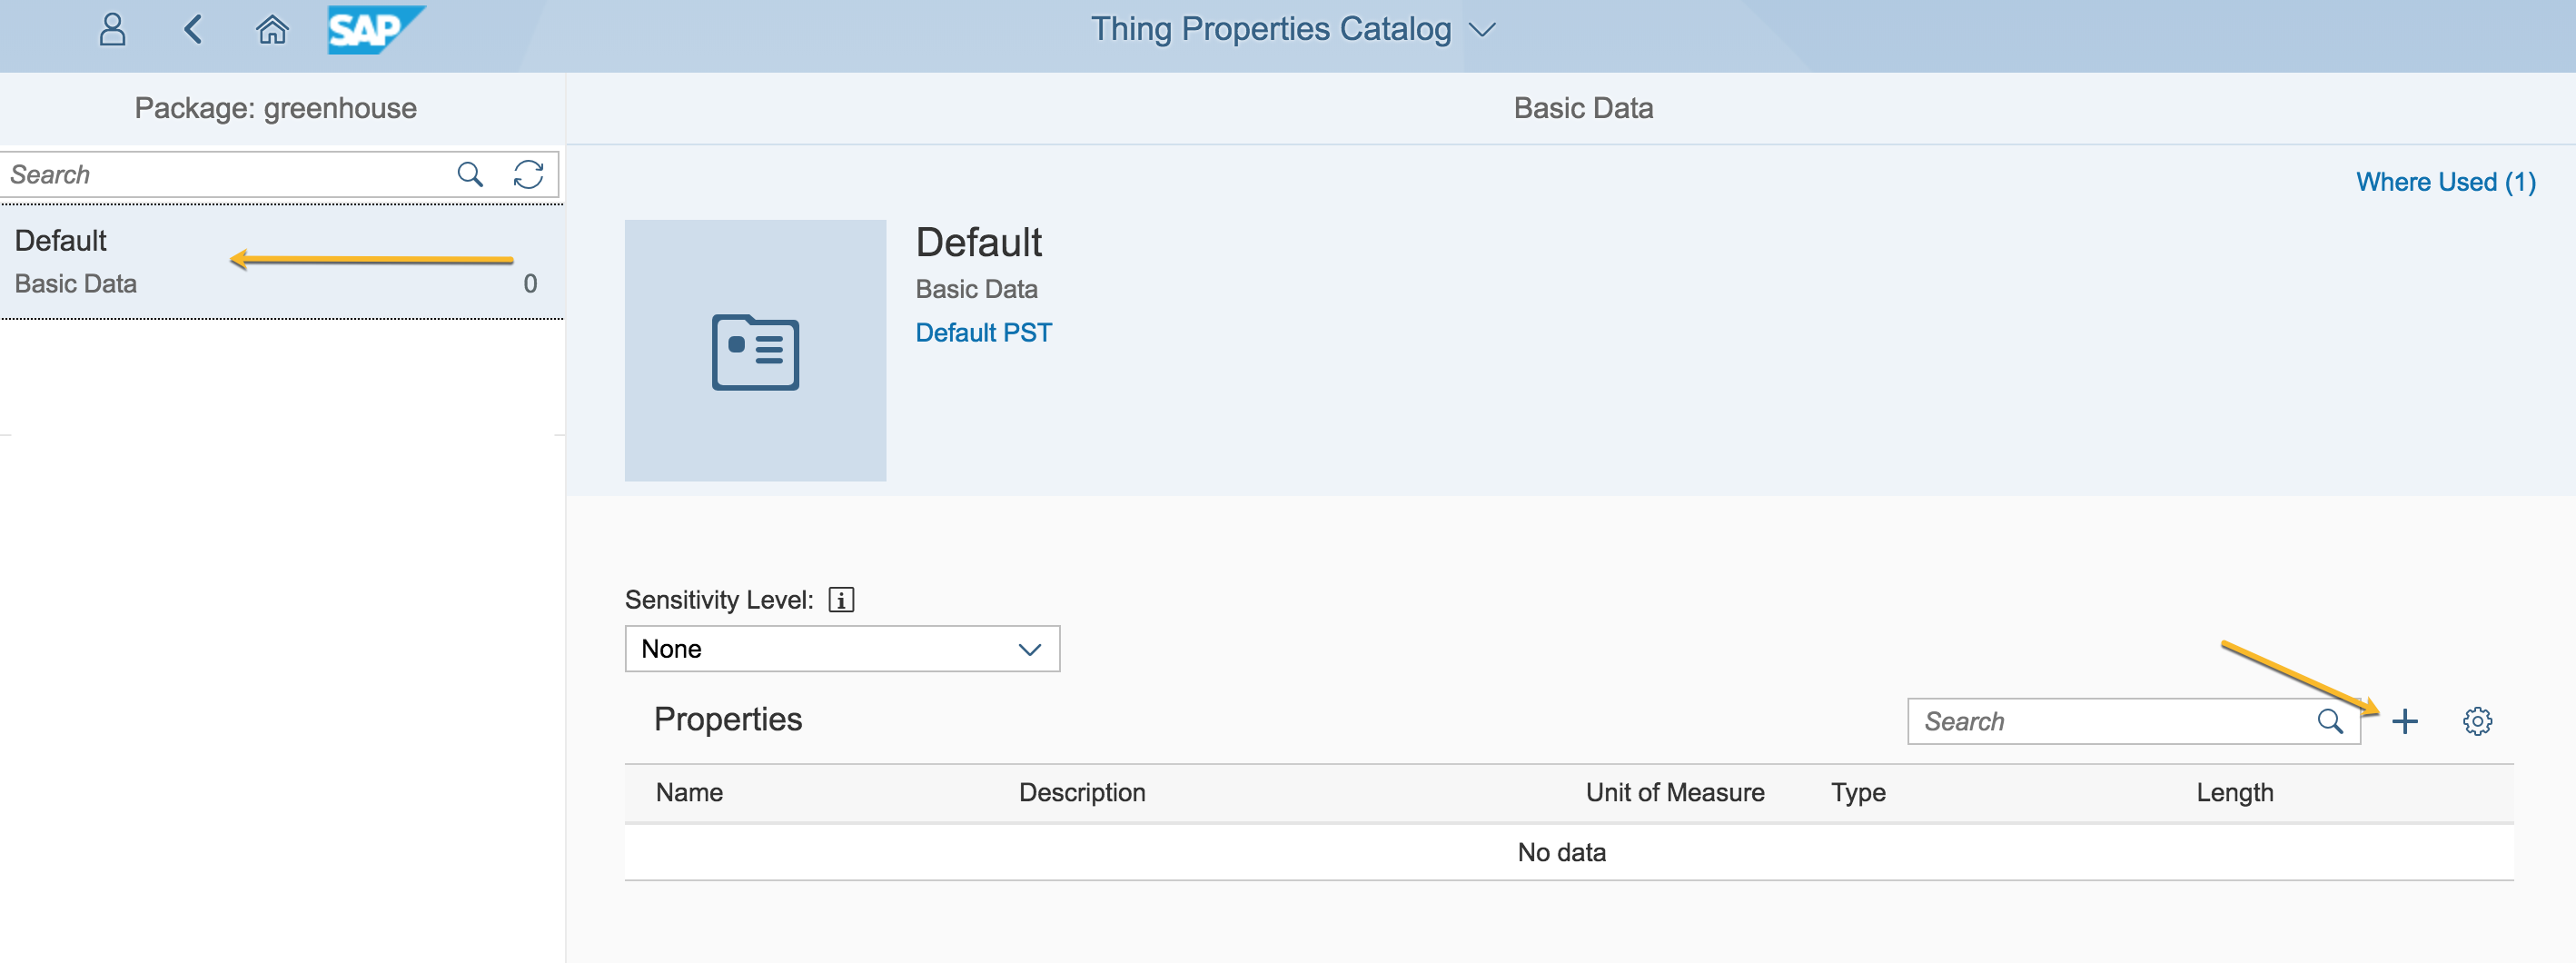 SAP
Thing Properties Catalog
Package: greenhouse
Basic Data
Search
Where Used (1)
Default
Basic Data 0
Default
Basic Data
Default PST
Sensitivity Level:
None
Properties
Search
Name Description Unit of Measure Type Length
No data